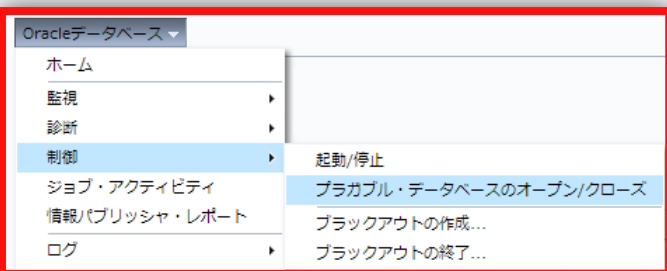 Oracleデータベース
ホーム
監視
診断
制御
起動/停止
プラガブル・データベースのオープン/クローズ
ジョブ・アクティビティ
情報パブリッシャ・レポート
ブラックアウトの作成...
ログ
ブラックアウトの終了...